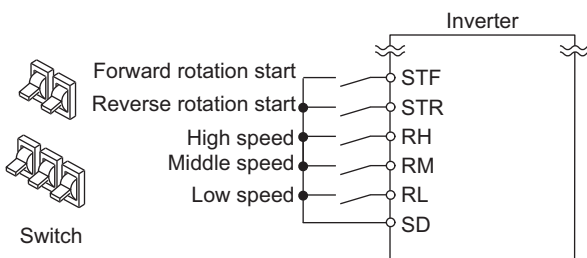 Inverter
Forward rotation start STF
Reverse rotation start STR
High speed RH
Middle speed RM
Low speed RL
SD
Switch